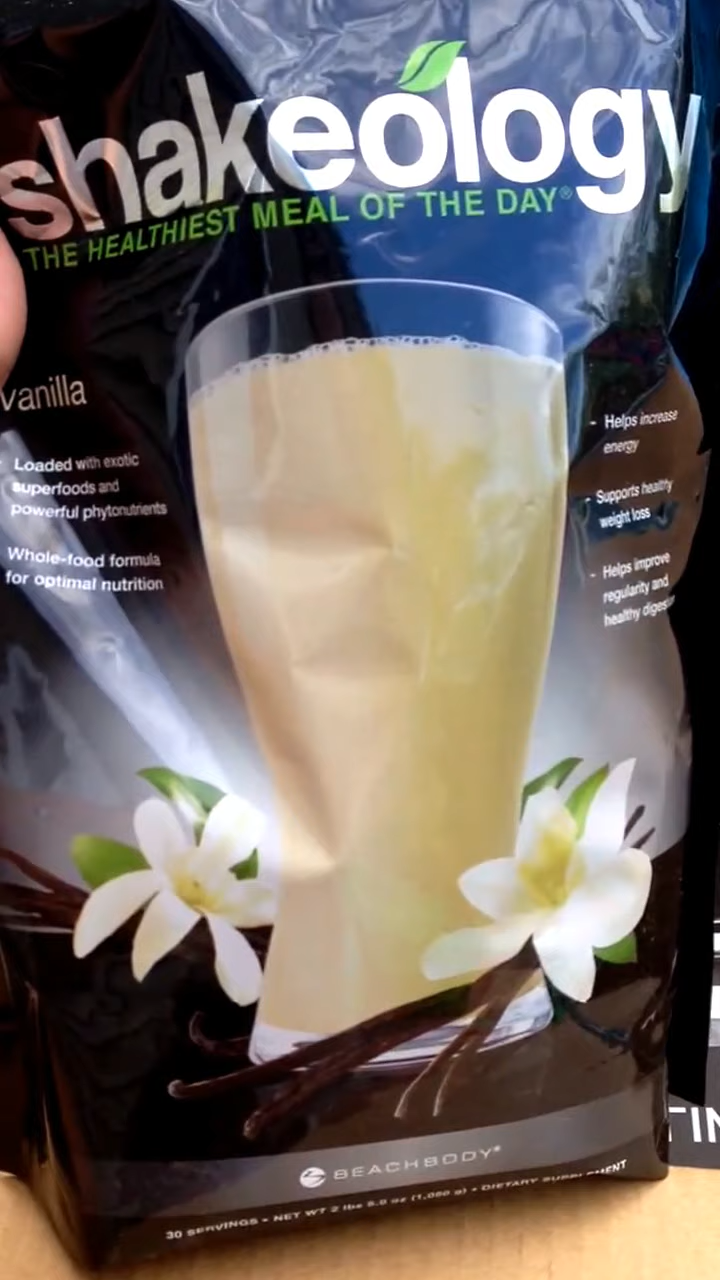 shakeology
THE HEALTHIEST MEAL OF THE DAY®
vanilla
Loaded with exotic
superfoods and
powerful phytonutrients
Whole-food formula
for optimal nutrition
- Helps increase
energy
- Supports healthy
weight loss
- Helps improve
regularity and
healthy diges
BEACHBODY®
30 SERVINGS • NET WT 2 lbs 5.0 oz (1,050 g) • DIETARY SUPPLEMENT
TIN